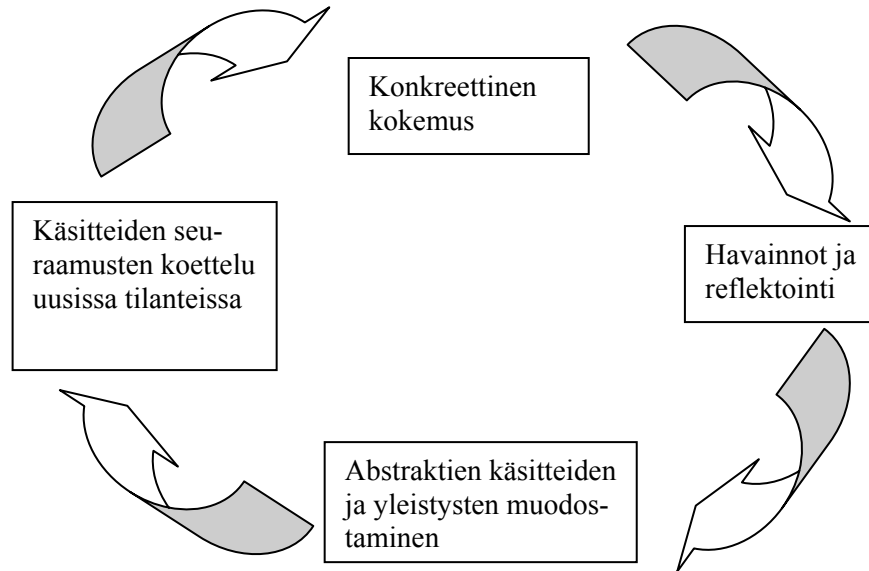 Konkreettinen
kokemus
Havainnot ja
reflektointi
Abstraktien käsitteiden
ja yleistysten muodos-
taminen
Käsitteiden seu-
raamusten koettelu
uusissa tilanteissa